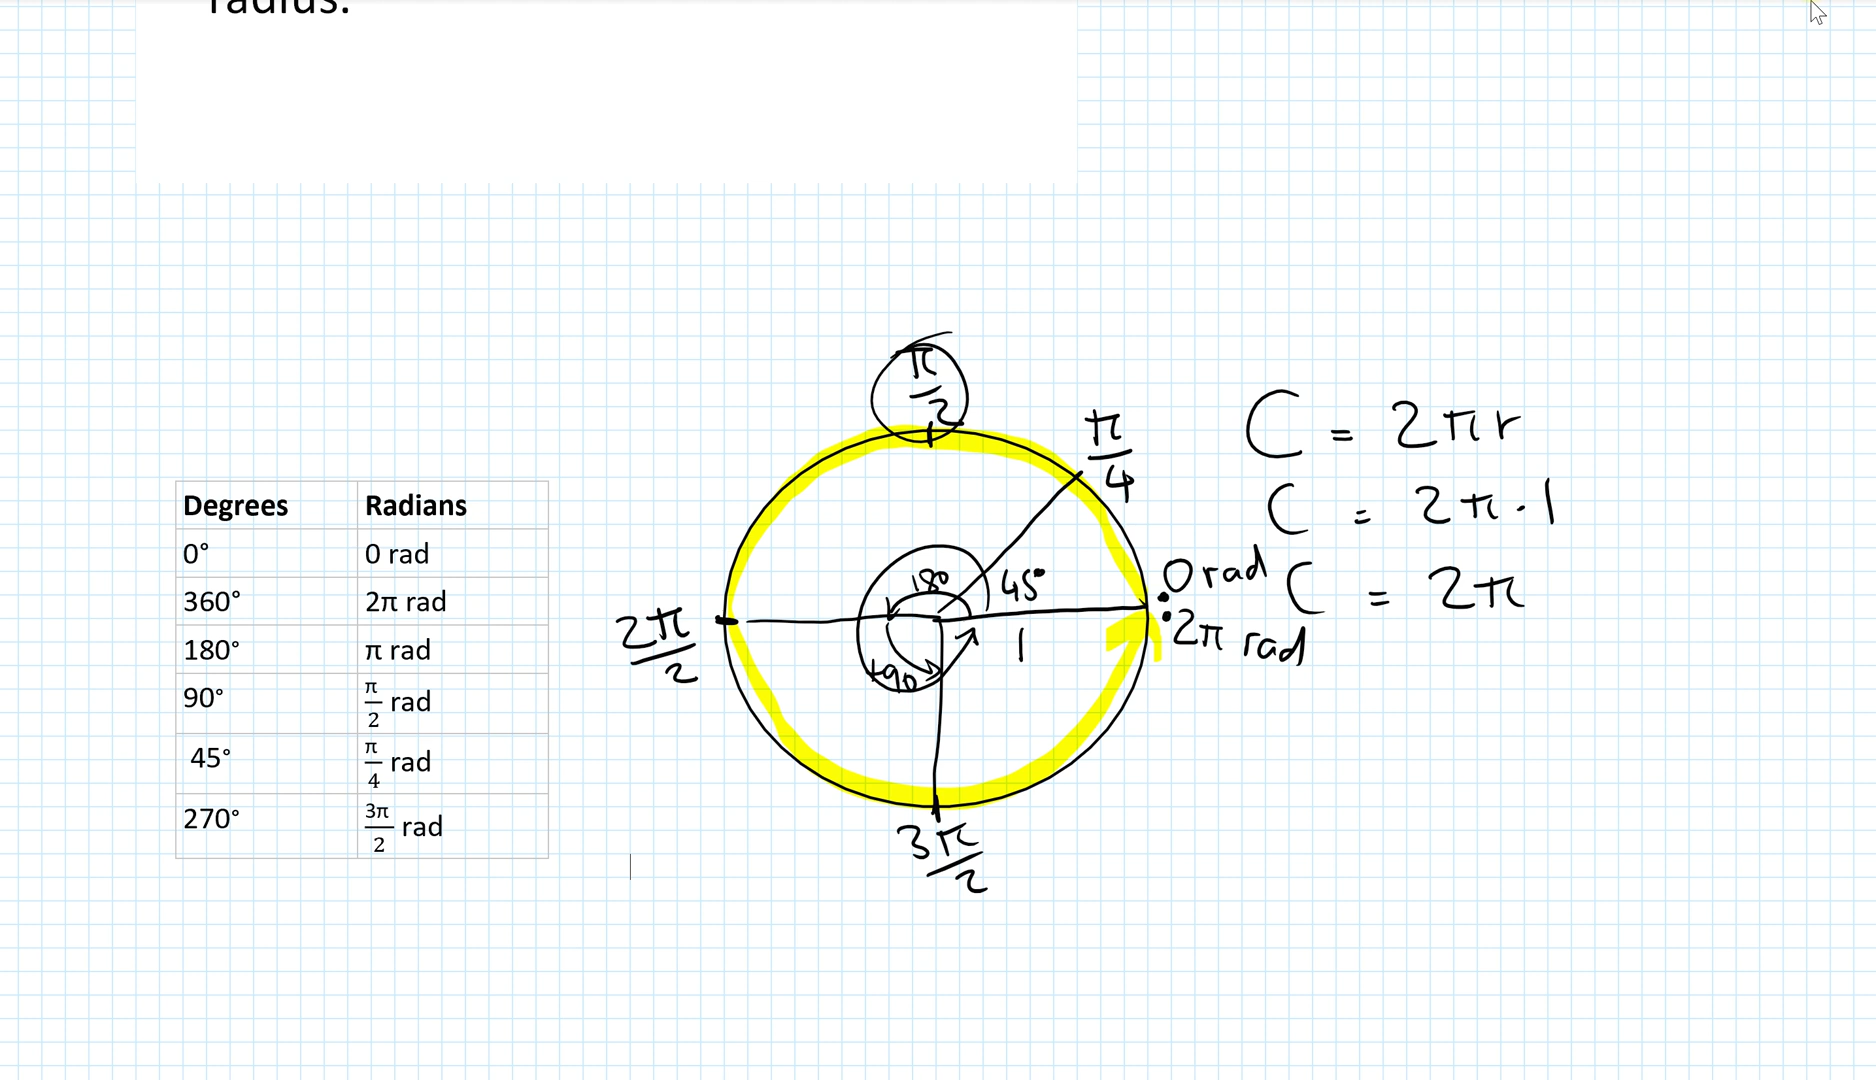 radius.
Degrees Radians
0° 0 rad
360° 2π rad
180° π rad
90° π/2 rad
45° π/4 rad
270° 3π/2 rad
π/2
π/4
180
45°
0 rad
2π rad
1
2π/2
+90
3π/2
C = 2πr
C = 2π·1
C = 2π